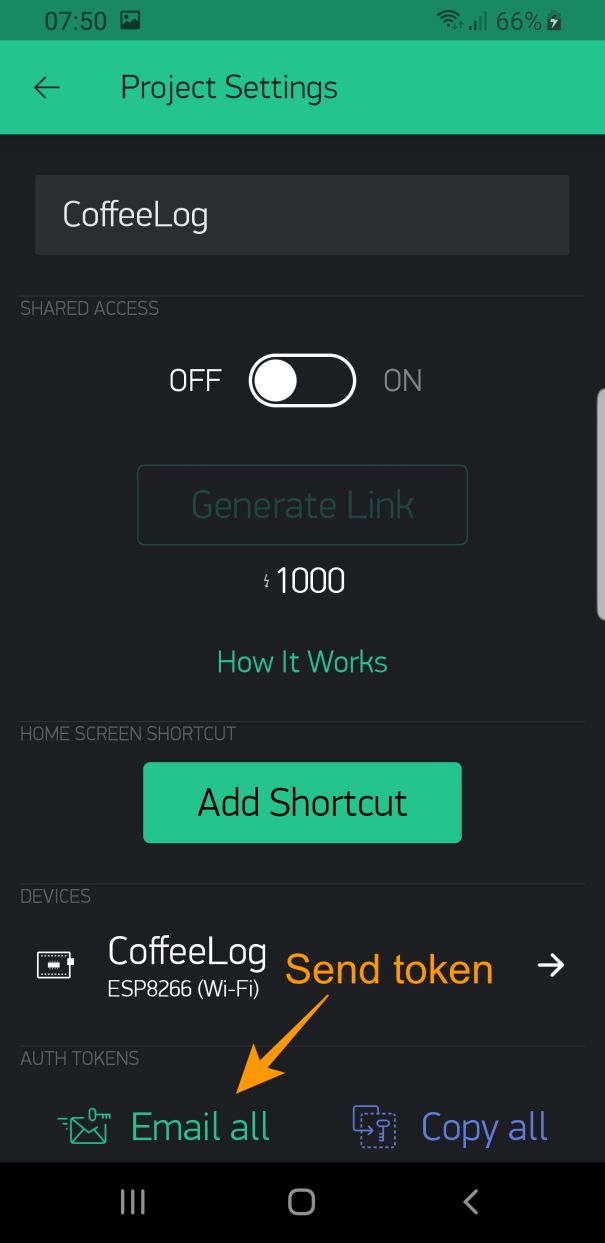 07:50 66%
Project Settings
CoffeeLog
SHARED ACCESS
OFF ON
Generate Link
1000
How It Works
HOME SCREEN SHORTCUT
Add Shortcut
DEVICES
CoffeeLog
ESP8266 (Wi-Fi)
Send token
AUTH TOKENS
Email all Copy all